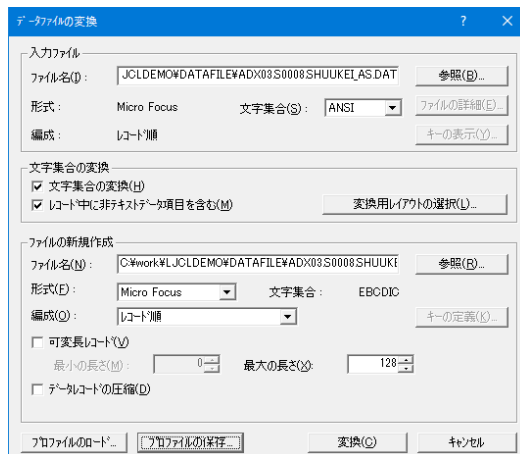 データファイルの変換 ? ×
入力ファイル
ファイル名(I): JCLDEMO¥DATAFILE¥ADX03.S0008.SHUUKEI_AS.DAT 参照(B)...
形式: Micro Focus 文字集合(S): ANSI ファイルの詳細(E)...
編成: レコード順 キーの表示(Y)...
文字集合の変換
文字集合の変換(H)
レコード中に非テキストデータ項目を含む(M) 変換用レイアウトの選択(L)...
ファイルの新規作成
ファイル名(N): C:¥work¥LJCLDEMO¥DATAFILE¥ADX03.S0008.SHUUKE 参照(R)...
形式(F): Micro Focus 文字集合: EBCDIC
編成(O): レコード順 キーの定義(K)...
可変長レコード(V)
最小の長さ(M): 0 最大の長さ(X): 128
データレコードの圧縮(D)
プロファイルのロード... プロファイルの保存... 変換(C) キャンセル